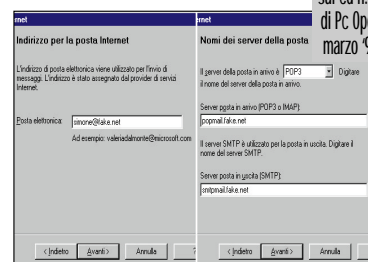 rnet
Indirizzo per la posta Internet
L'indirizzo di posta elettronica viene utilizzato per l'invio di
messaggi. L'indirizzo è stato assegnato dal provider di servizi
Internet.
Posta elettronica:
simone@fake.net
Ad esempio: valeriadalmonte@microsoft.com
< Indietro
Avanti >
Annulla
?
rnet
Nomi dei server della posta
Il server della posta in arrivo è
POP3
Digitare
il nome del server della posta in arrivo.
Server posta in arrivo (POP3 o IMAP):
popmail.fake.net
Il server SMTP è utilizzato per la posta in uscita. Digitare il
nome del server SMTP.
Server posta in uscita (SMTP):
smtpmail.fake.net
< Indietro
Avanti >
Annulla
di Pc Ope
marzo '9